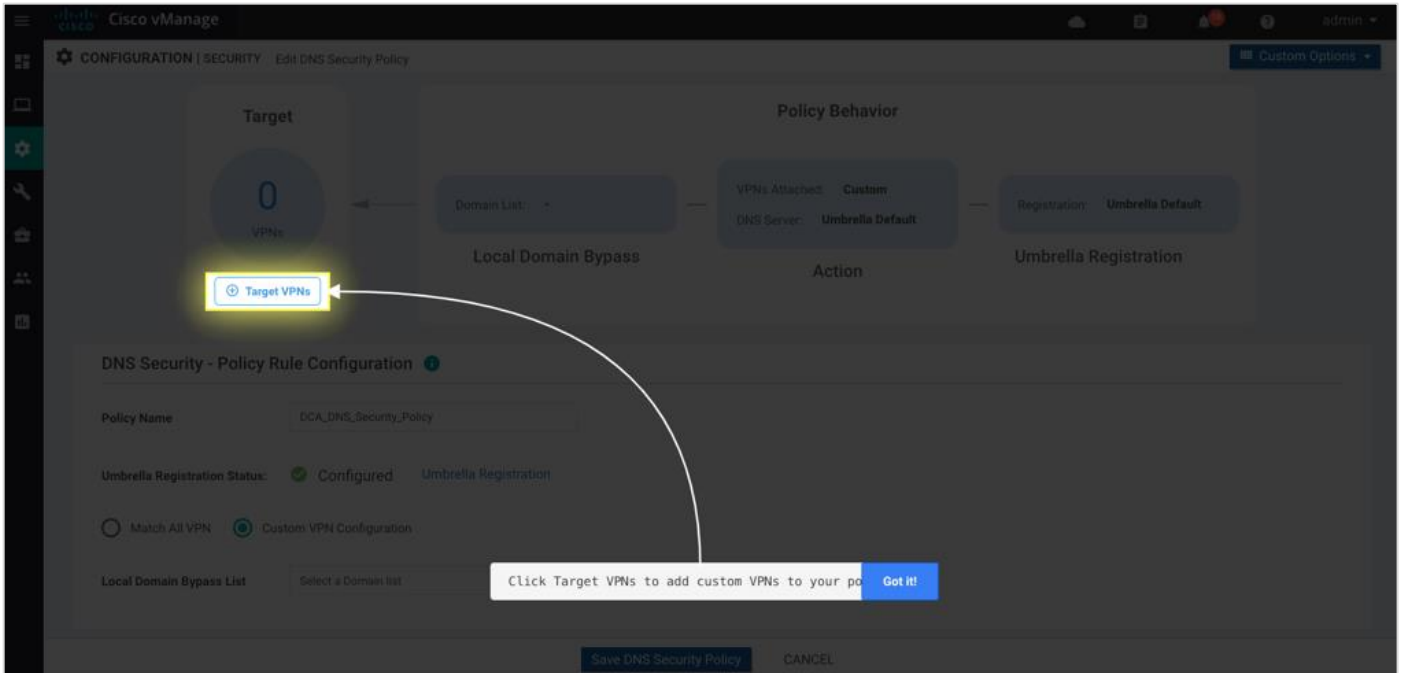 CISCO Cisco vManage admin
CONFIGURATION | SECURITY Edit DNS Security Policy Custom Options
Target
0
VPNs
Target VPNs
Policy Behavior
Domain List: -
Local Domain Bypass
VPNs Attached: Custom
DNS Server: Umbrella Default
Action
Registration: Umbrella Default
Umbrella Registration
DNS Security - Policy Rule Configuration
Policy Name DCA_DNS_Security_Policy
Umbrella Registration Status: Configured Umbrella Registration
Match All VPN Custom VPN Configuration
Local Domain Bypass List Select a Domain list
Click Target VPNs to add custom VPNs to your po Got it!
Save DNS Security Policy CANCEL